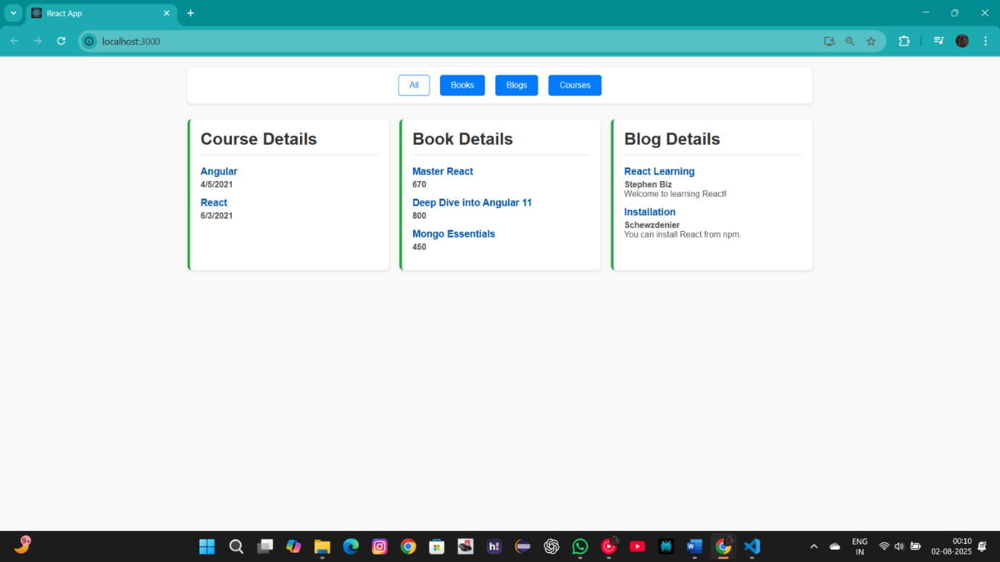 React App
localhost:3000
All Books Blogs Courses
Course Details
Angular
4/5/2021
React
6/3/2021
Book Details
Master React
670
Deep Dive into Angular 11
800
Mongo Essentials
450
Blog Details
React Learning
Stephen Biz
Welcome to learning React!
Installation
Schewzdenier
You can install React from npm.
9+
h!
W
ENG
IN
00:10
02-08-2025